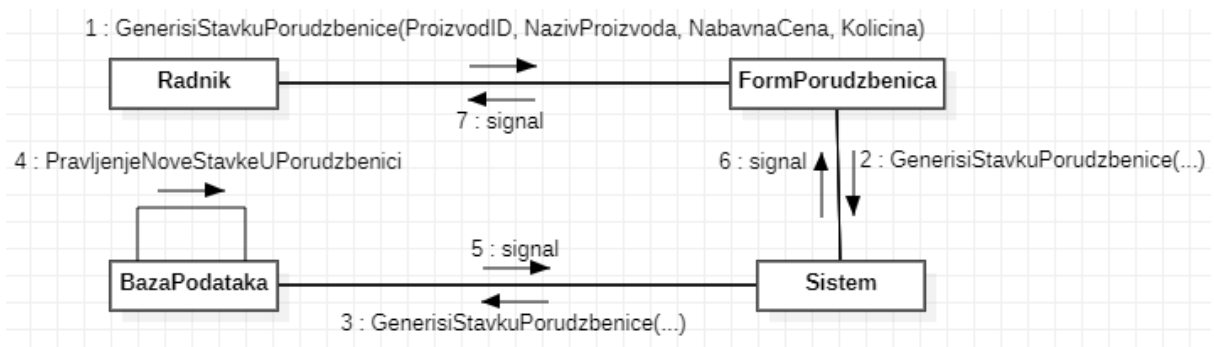 1 : GenerisiStavkuPorudzbenice(ProizvodID, NazivProizvoda, NabavnaCena, Kolicina)
Radnik
FormPorudzbenica
7 : signal
4 : PravljenjeNoveStavkeUPorudzbenici
6 : signal
2 : GenerisiStavkuPorudzbenice(...)
5 : signal
BazaPodataka
Sistem
3 : GenerisiStavkuPorudzbenice(...)